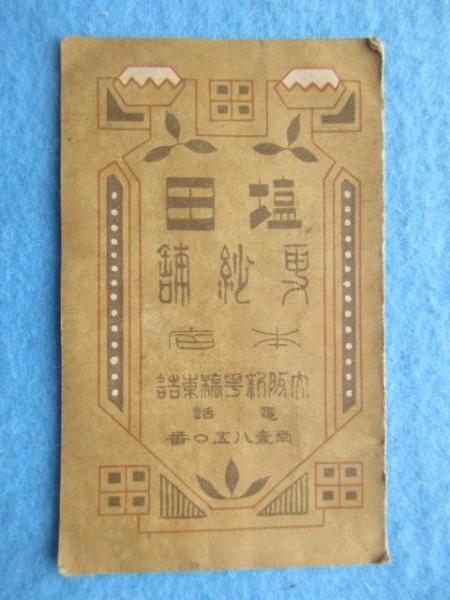 塩田
更紗舗
本店
大阪新甼橋東詰
電話
南壹八五〇番